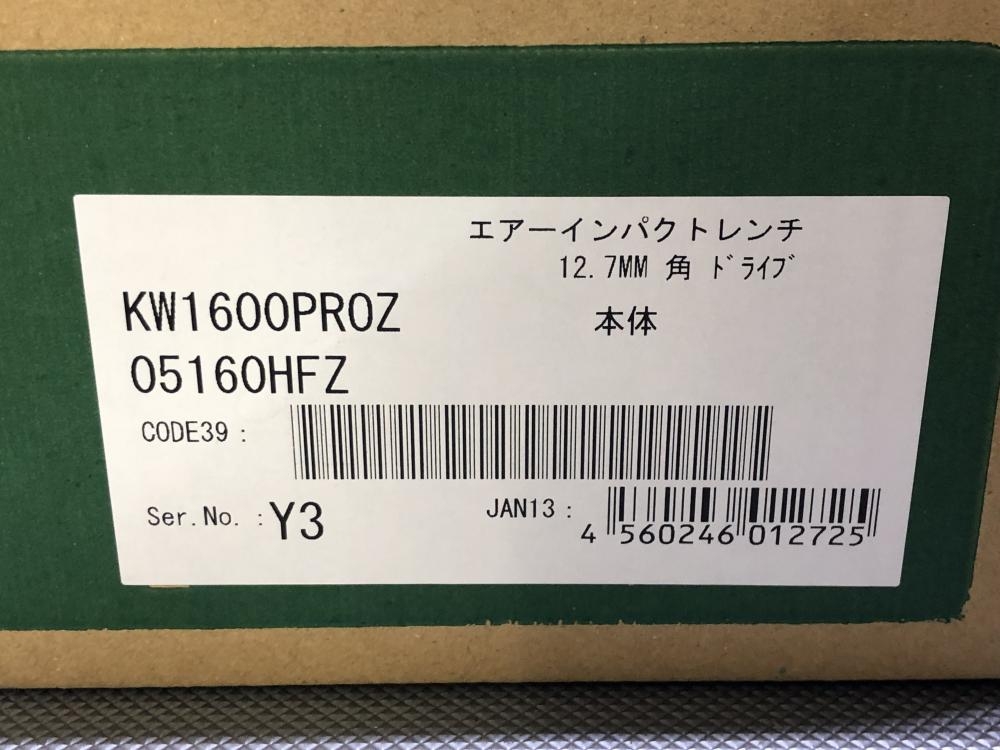 エアーインパクトレンチ
12.7MM 角 ﾄﾞﾗｲﾌﾞ
KW1600PROZ
本体
05160HFZ
CODE39 :
Ser.No. : Y3
JAN13 :
4 560246 012725